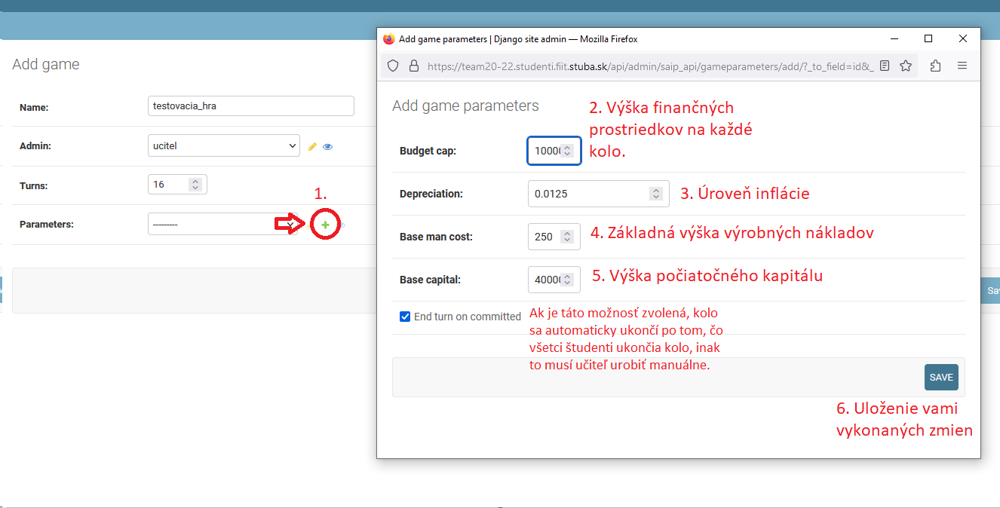 Add game
Name:
testovacia_hra
Admin:
ucitel
Turns:
16
1.
Parameters:
---------
Add game parameters | Django site admin — Mozilla Firefox
https://team20-22.studenti.fiit.stuba.sk/api/admin/saip_api/gameparameters/add/?_to_field=id&_
Add game parameters
2. Výška finančných
prostriedkov na každé
kolo.
Budget cap:
1000
Depreciation:
0.0125
3. Úroveň inflácie
Base man cost:
250
4. Základná výška výrobných nákladov
Base capital:
40000
5. Výška počiatočného kapitálu
End turn on committed
Ak je táto možnosť zvolená, kolo
sa automaticky ukončí po tom, čo
všetci študenti ukončia kolo, inak
to musí učiteľ urobiť manuálne.
SAVE
6. Uloženie vami
vykonaných zmien